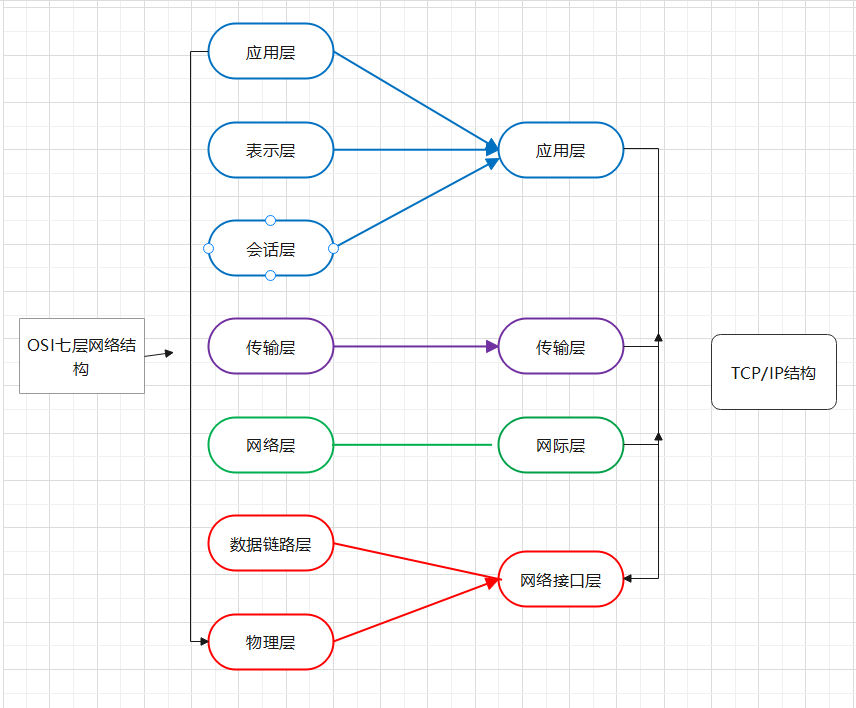 应用层
表示层
应用层
会话层
OSI七层网络结
构
传输层
传输层
TCP/IP结构
网络层
网际层
数据链路层
网络接口层
物理层